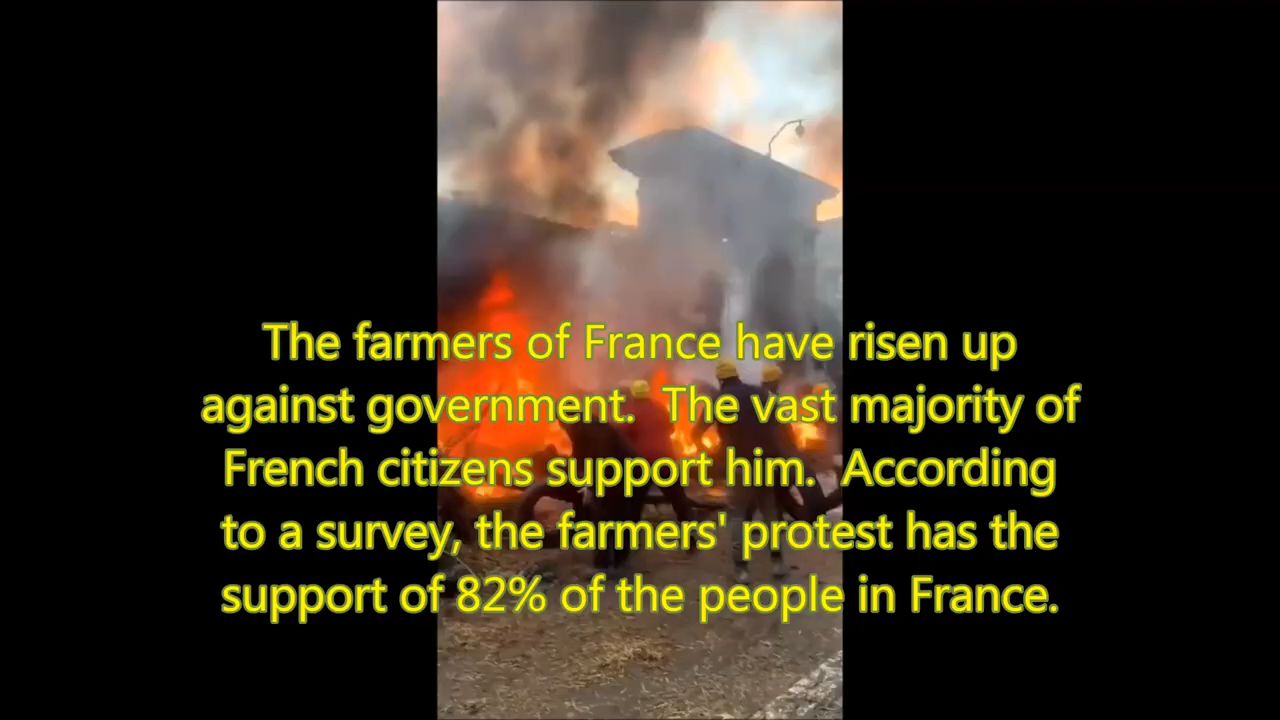 The farmers of France have risen up
against government.  The vast majority of
French citizens support him.  According
to a survey, the farmers' protest has the
support of 82% of the people in France.